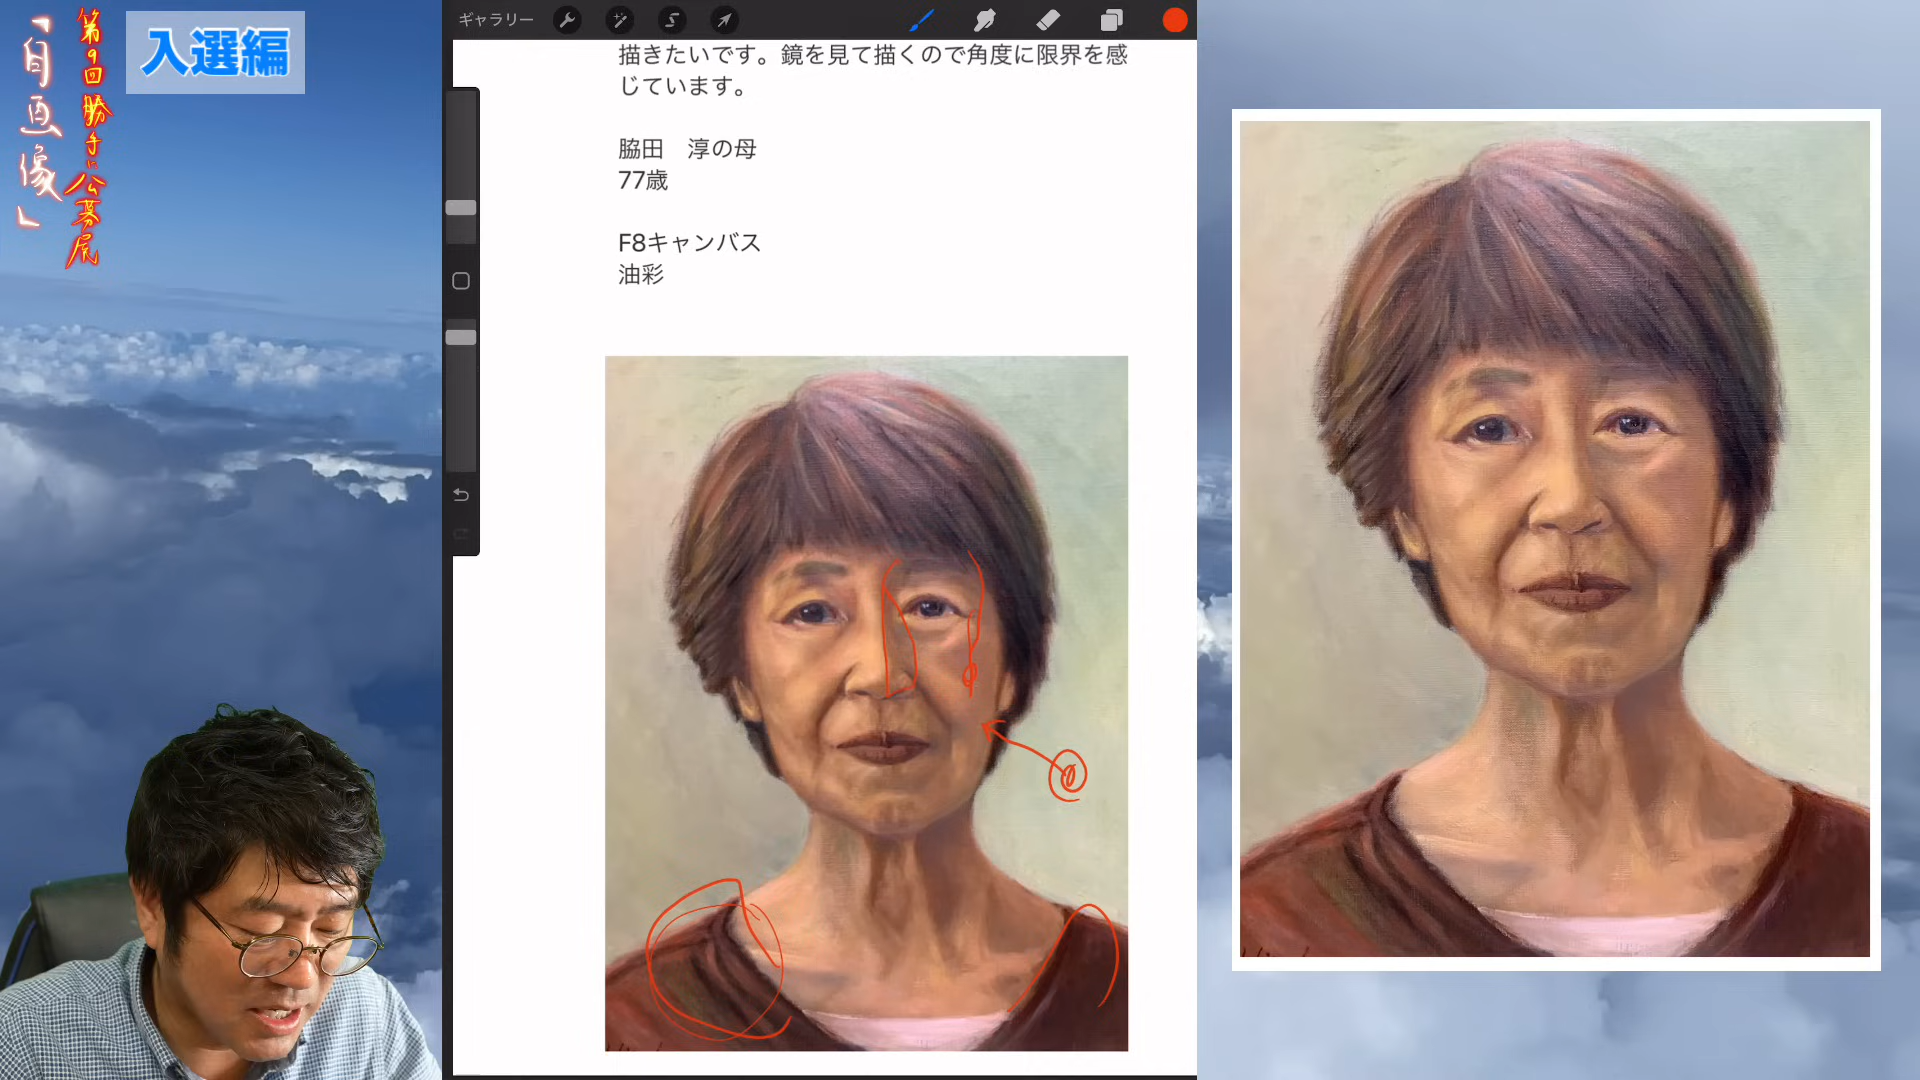 第9回 勝手に公募展
「自画像」
入選編
ギャラリー
描きたいです。鏡を見て描くので角度に限界を感
じています。
脇田　淳の母
77歳
F8キャンバス
油彩